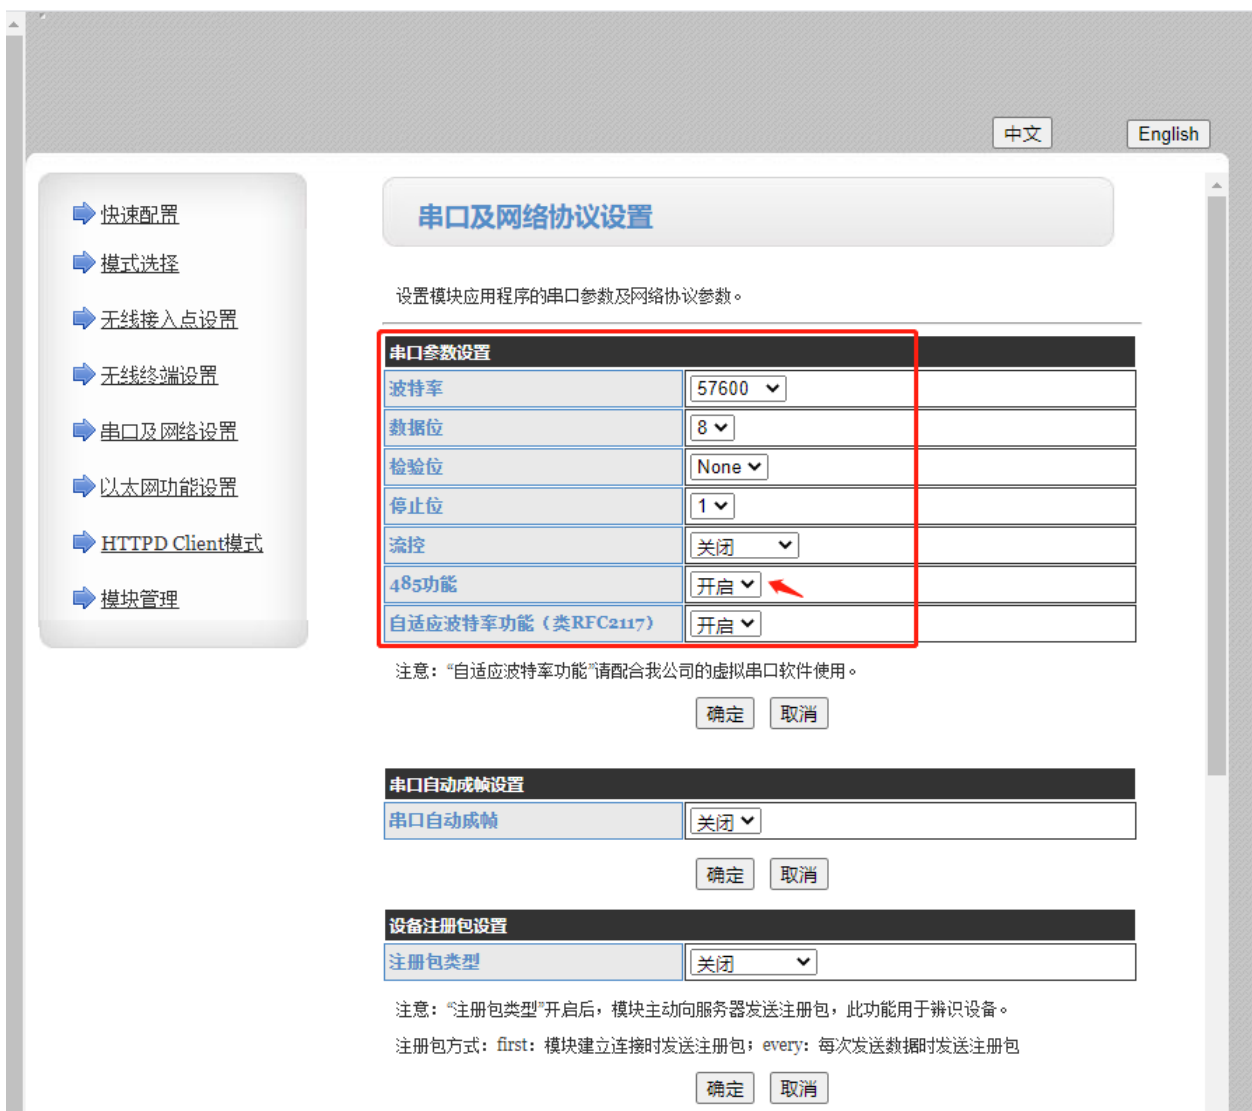 中文
English
快速配置
模式选择
无线接入点设置
无线终端设置
串口及网络设置
以太网功能设置
HTTPD Client模式
模块管理
串口及网络协议设置
设置模块应用程序的串口参数及网络协议参数。
串口参数设置
波特率 57600
数据位 8
检验位 None
停止位 1
流控 关闭
485功能 开启
自适应波特率功能（类RFC2117） 开启
注意：“自适应波特率功能”请配合我公司的虚拟串口软件使用。
确定 取消
串口自动成帧设置
串口自动成帧 关闭
确定 取消
设备注册包设置
注册包类型 关闭
注意：“注册包类型”开启后，模块主动向服务器发送注册包，此功能用于辨识设备。
注册包方式：first：模块建立连接时发送注册包；every：每次发送数据时发送注册包
确定 取消